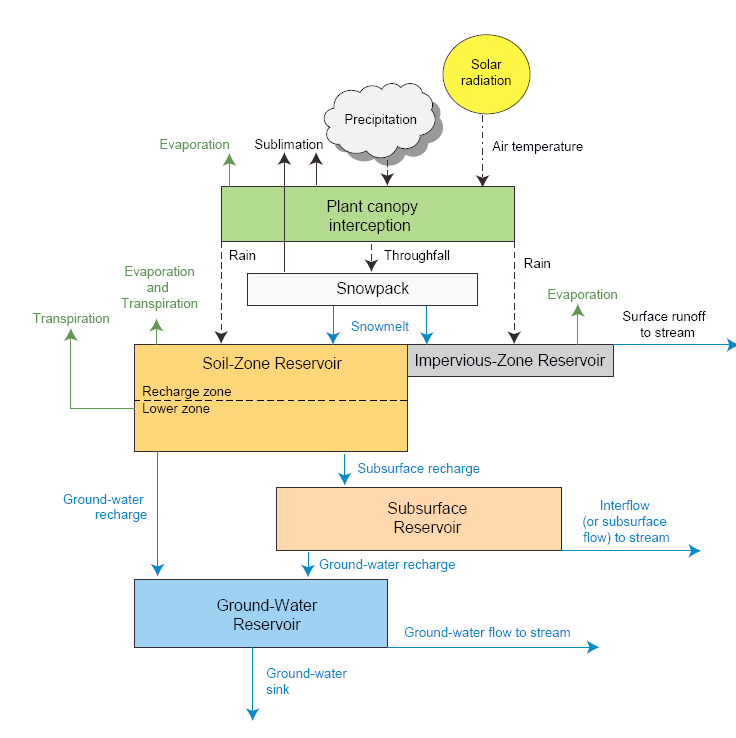 Solar
radiation
Precipitation
Evaporation
Sublimation
Air temperature
Plant canopy
interception
Rain
Throughfall
Rain
Evaporation
and
Transpiration
Snowpack
Evaporation
Transpiration
Snowmelt
Surface runoff
to stream
Soil-Zone Reservoir
Impervious-Zone Reservoir
Recharge zone
Lower zone
Subsurface recharge
Ground-water
recharge
Subsurface
Reservoir
Interflow
(or subsurface
flow) to stream
Ground-water recharge
Ground-Water
Reservoir
Ground-water flow to stream
Ground-water
sink